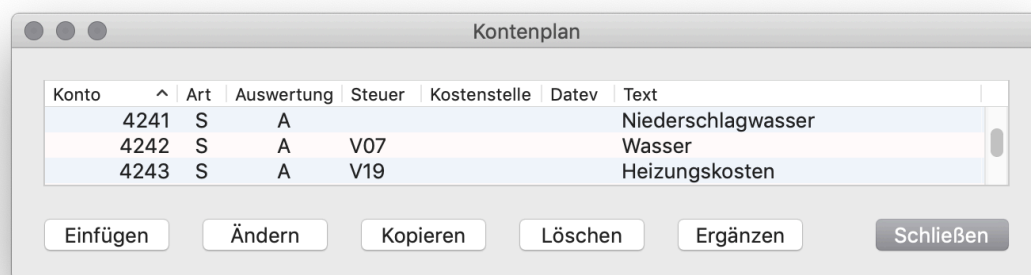 Kontenplan
Konto Art Auswertung Steuer Kostenstelle Datev Text
4241 S A Niederschlagwasser
4242 S A V07 Wasser
4243 S A V19 Heizungskosten
Einfügen Ändern Kopieren Löschen Ergänzen Schließen